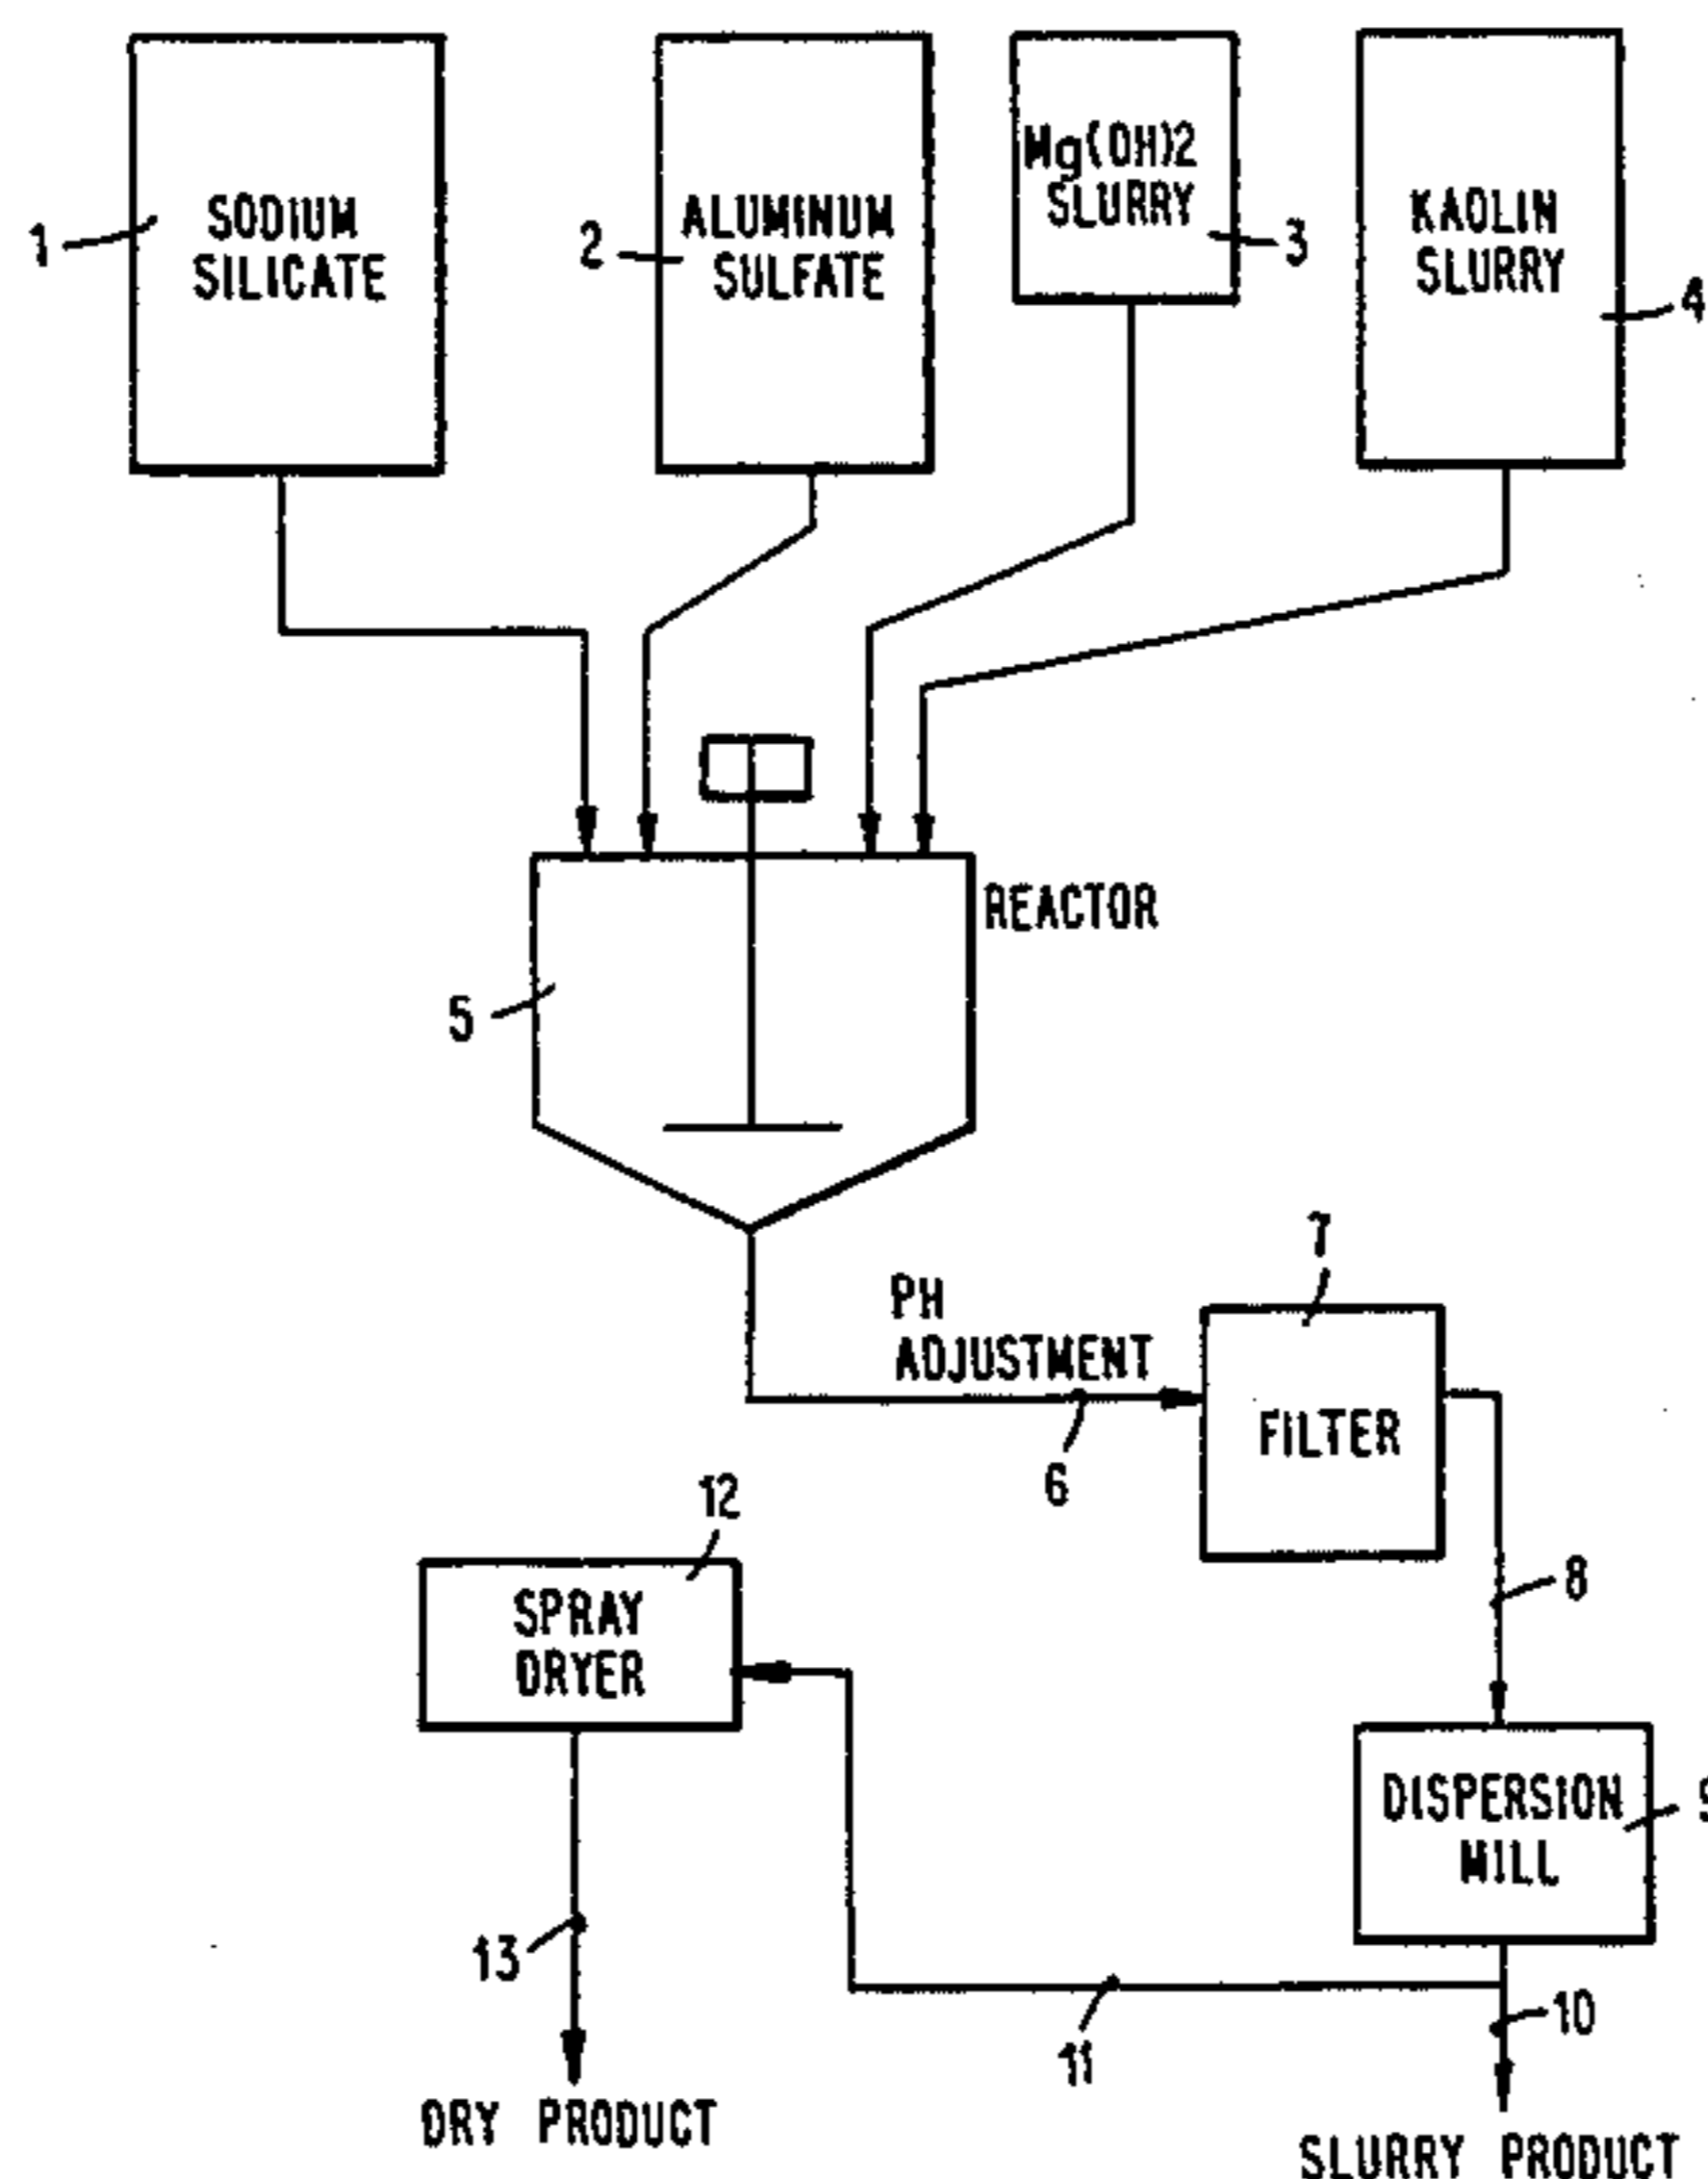 1
SODIUM
SILICATE
2
ALUMINUM
SULFATE
Mg(OH)2
SLURRY
3
KAOLIN
SLURRY
4
REACTOR
5
PH
ADJUSTMENT
6
7
FILTER
8
12
SPRAY
DRYER
DISPERSION
MILL
9
13
11
10
DRY PRODUCT
SLURRY PRODUCT